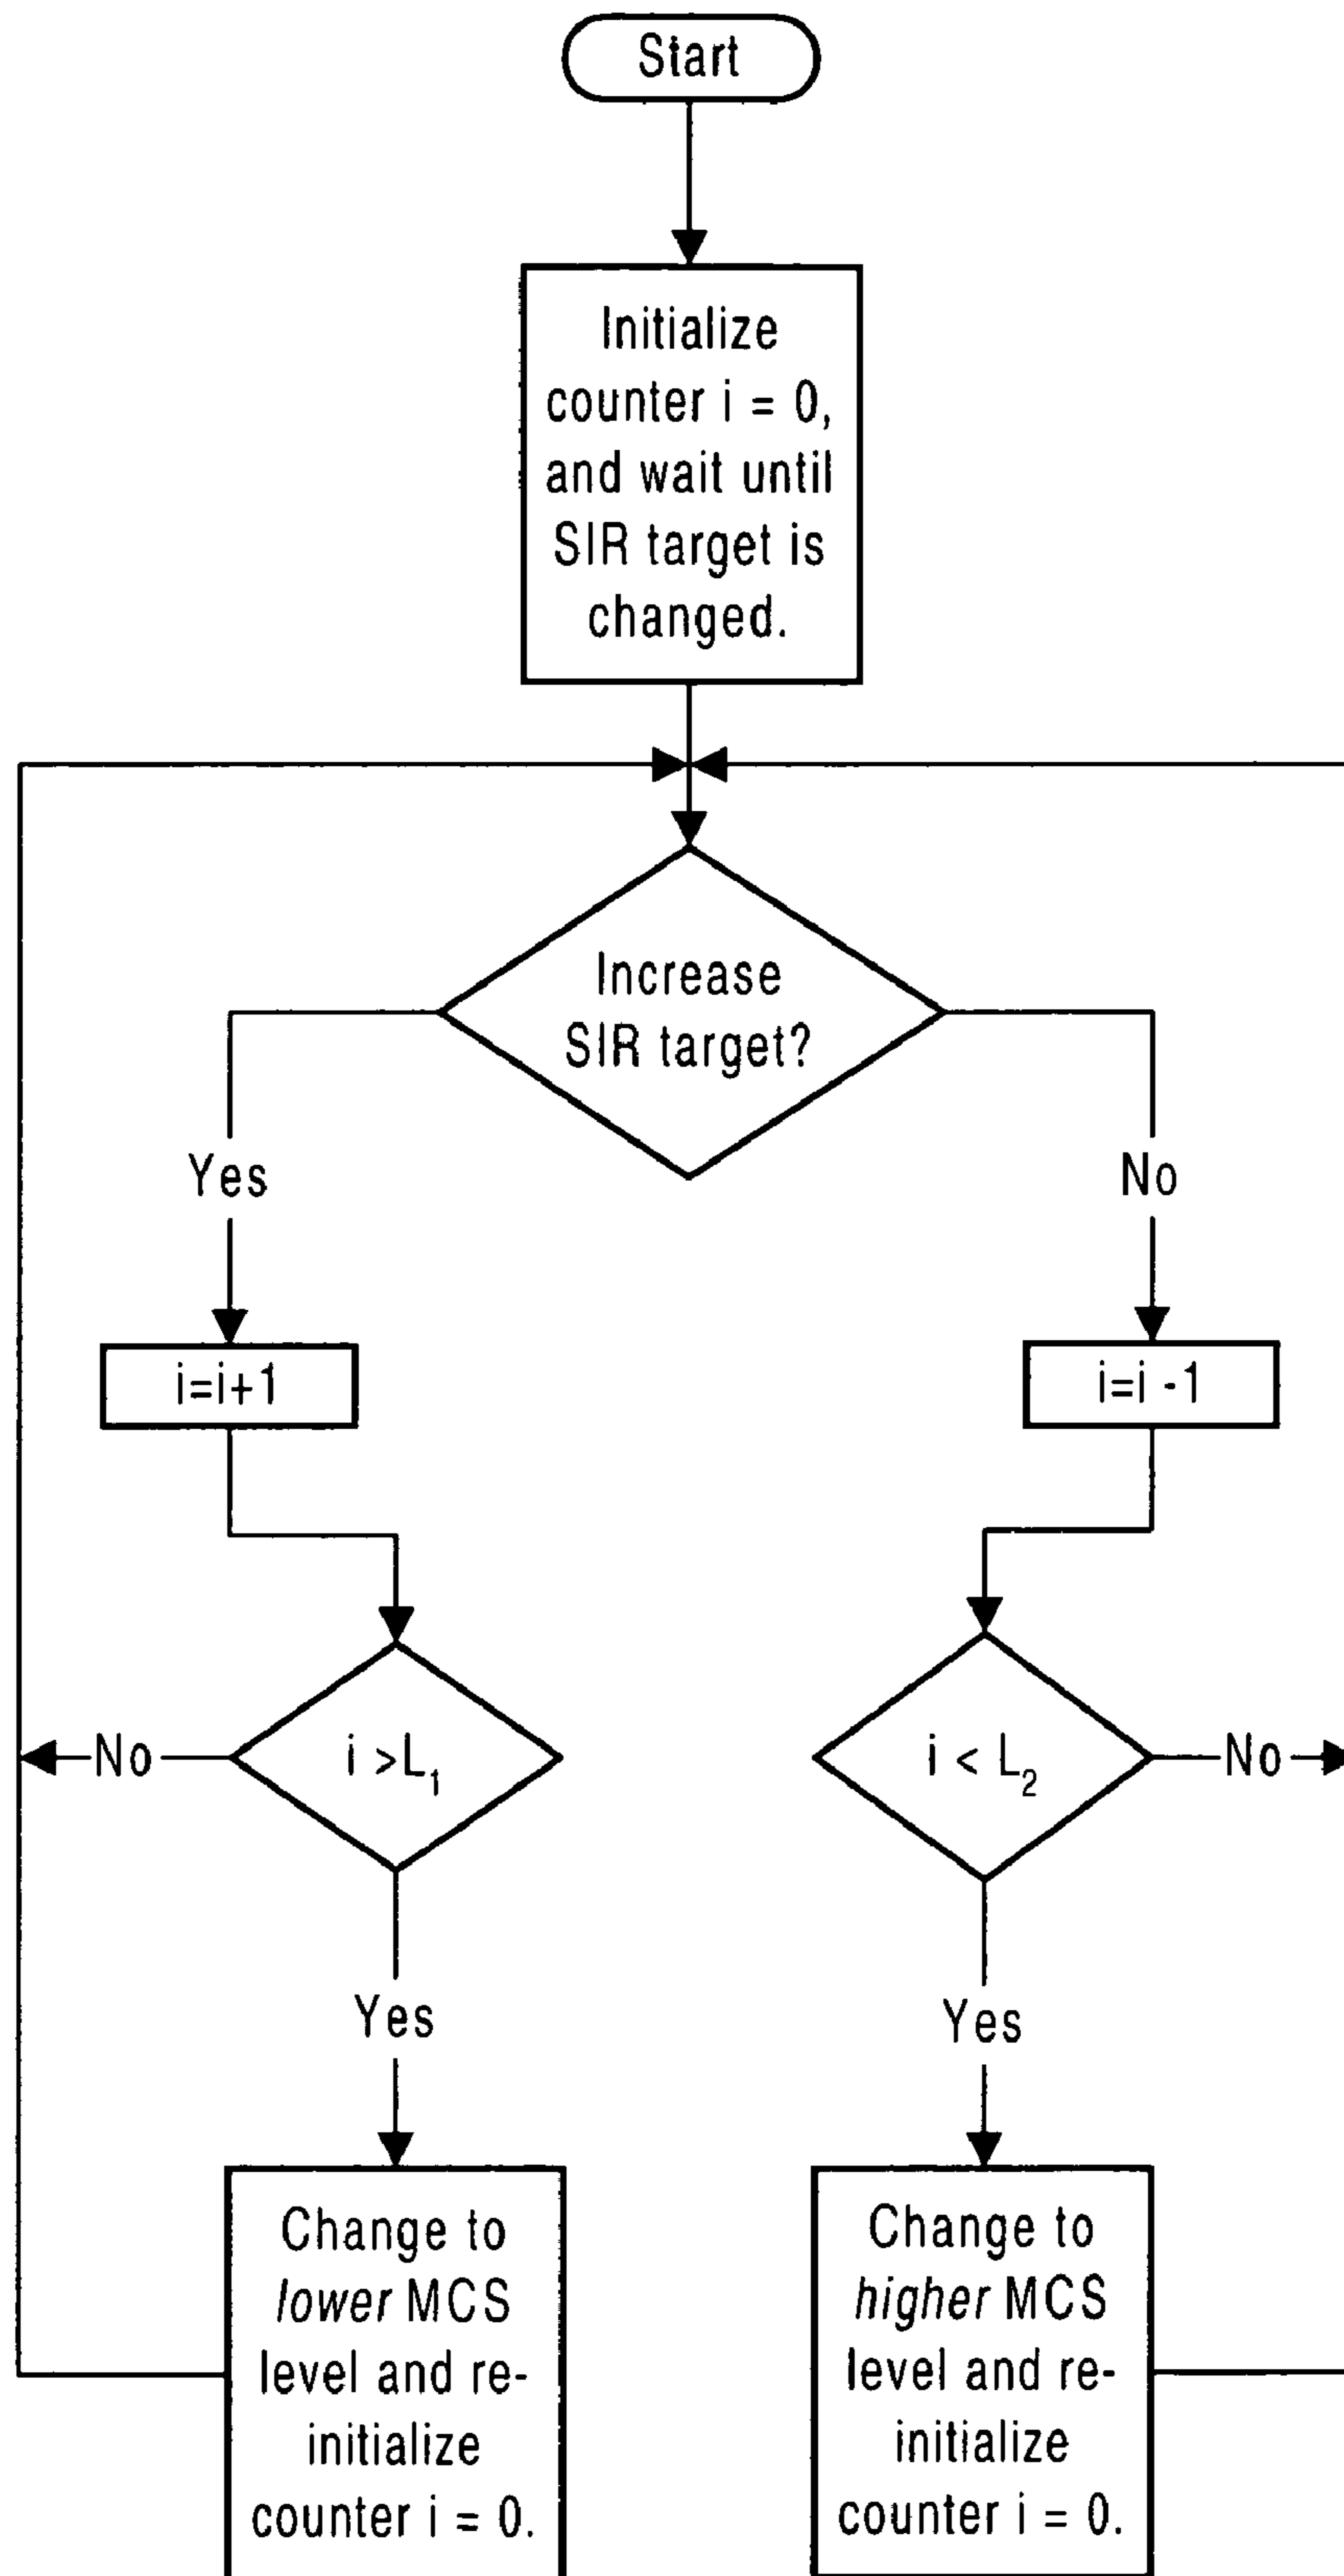 Start
Initialize
counter i = 0,
and wait until
SIR target is
changed.
Increase
SIR target?
Yes
No
i=i+1
i=i -1
No
i >L₁
i < L₂
No
Yes
Yes
Change to
lower MCS
level and re-
initialize
counter i = 0.
Change to
higher MCS
level and re-
initialize
counter i = 0.